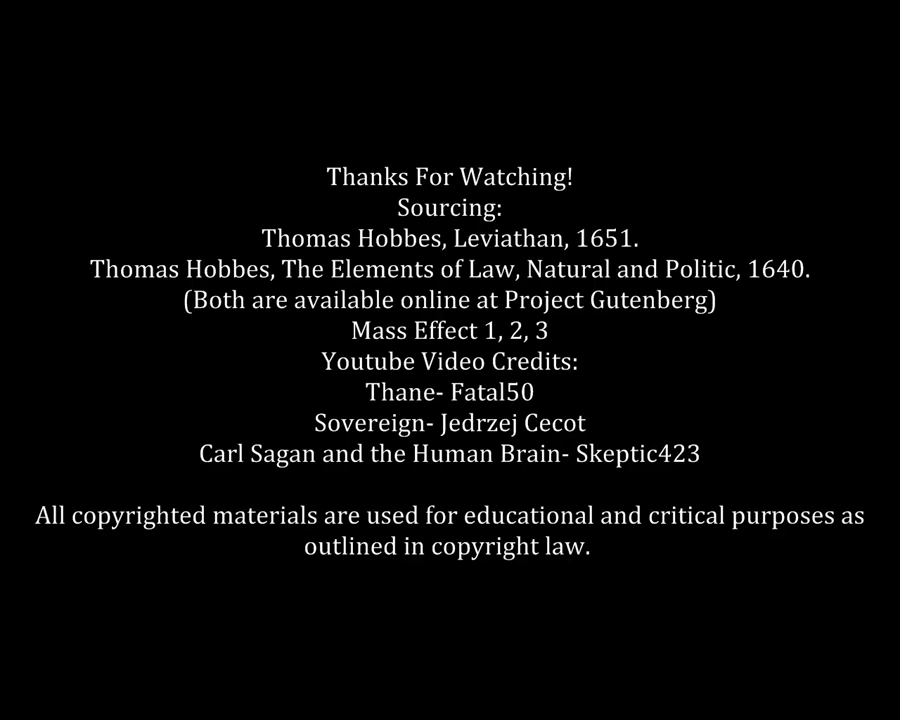 Thanks For Watching!
Sourcing:
Thomas Hobbes, Leviathan, 1651.
Thomas Hobbes, The Elements of Law, Natural and Politic, 1640.
(Both are available online at Project Gutenberg)
Mass Effect 1, 2, 3
Youtube Video Credits:
Thane- Fatal50
Sovereign- Jedrzej Cecot
Carl Sagan and the Human Brain- Skeptic423
All copyrighted materials are used for educational and critical purposes as
outlined in copyright law.